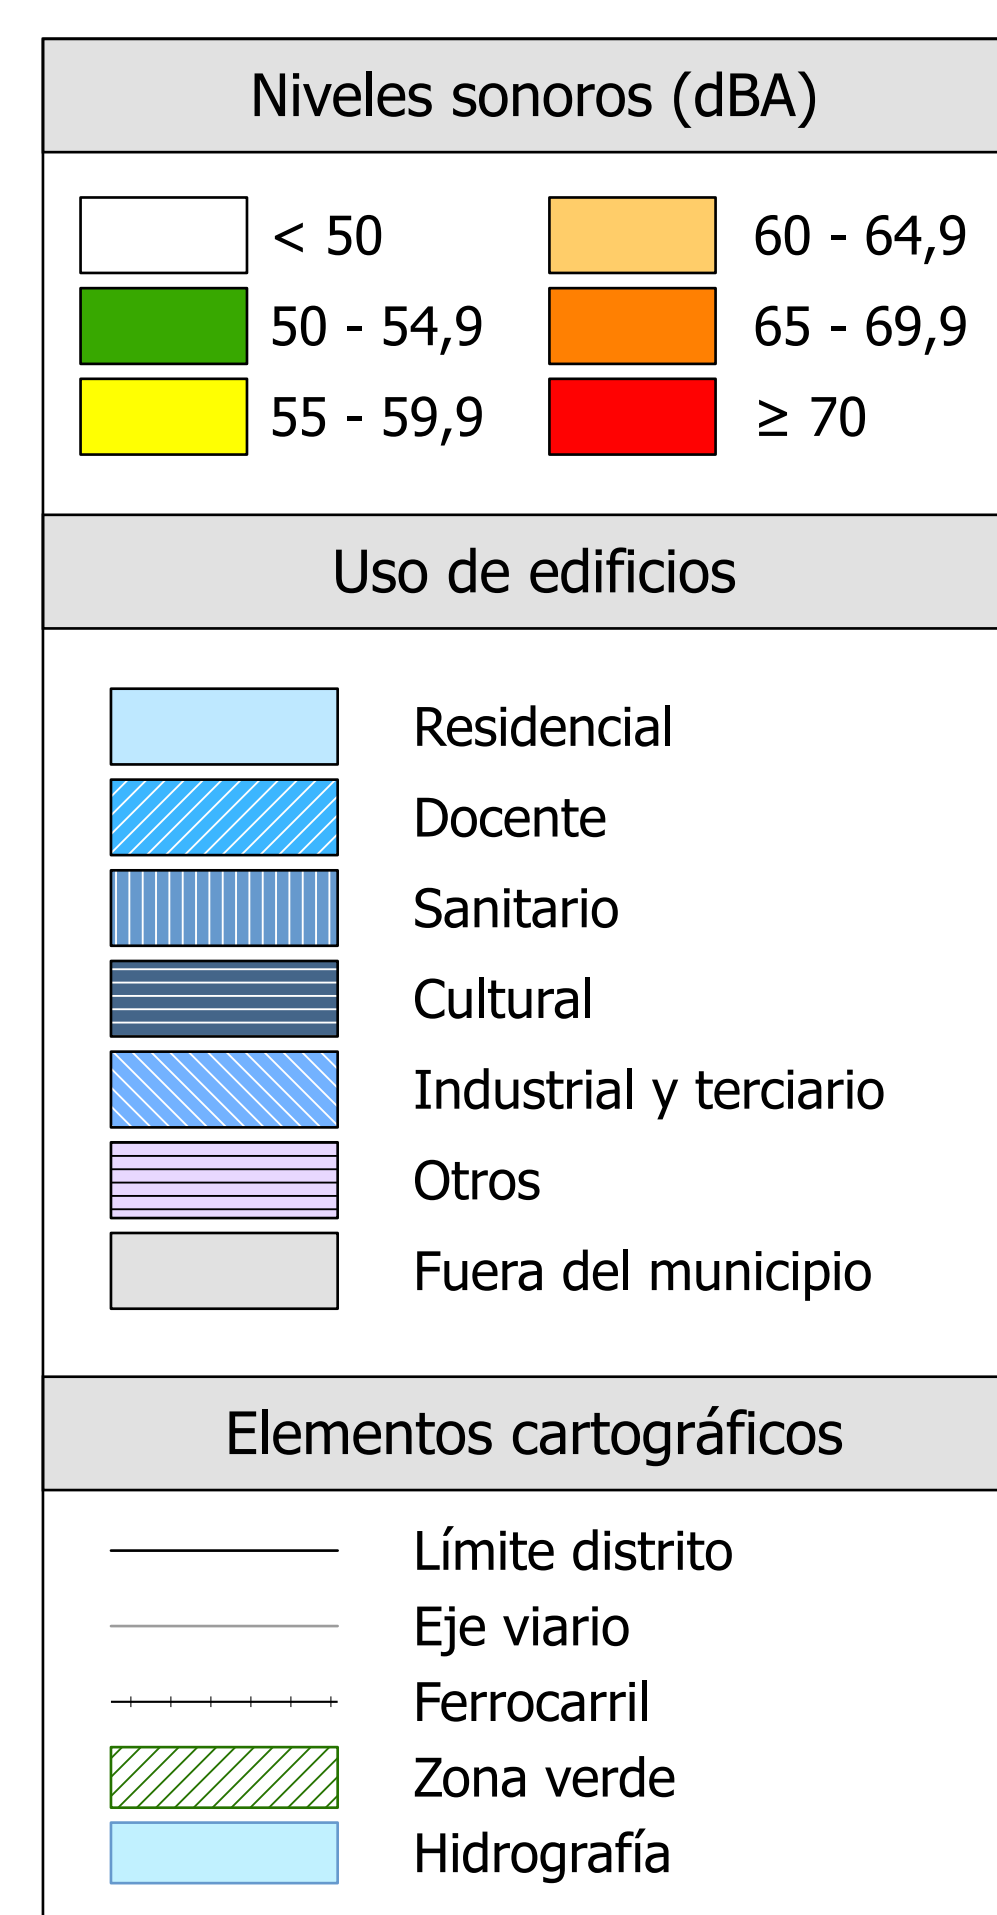 Niveles sonoros (dBA)
< 50
60 - 64,9
50 - 54,9
65 - 69,9
55 - 59,9
≥ 70
Uso de edificios
Residencial
Docente
Sanitario
Cultural
Industrial y terciario
Otros
Fuera del municipio
Elementos cartográficos
Límite distrito
Eje viario
Ferrocarril
Zona verde
Hidrografía